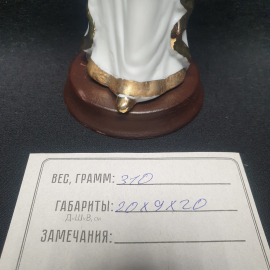 ВЕС, ГРАММ: 310
ГАБАРИТЫ: 20х9х20
Д×Ш×В, см
ЗАМЕЧАНИЯ: